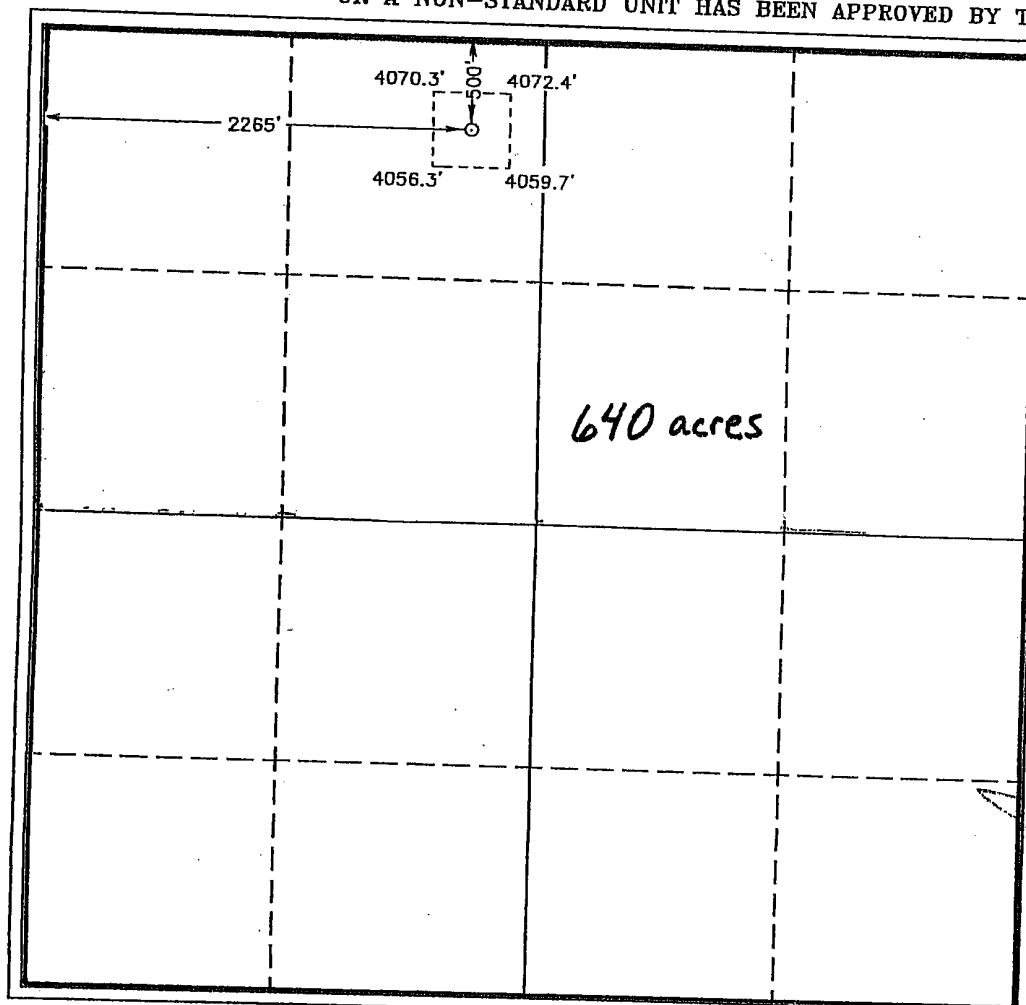 A NON-STANDARD UNIT HAS BEEN APPROVED BY
4070.3' 500' 4072.4'
2265'
4056.3' 4059.7'
640 acres